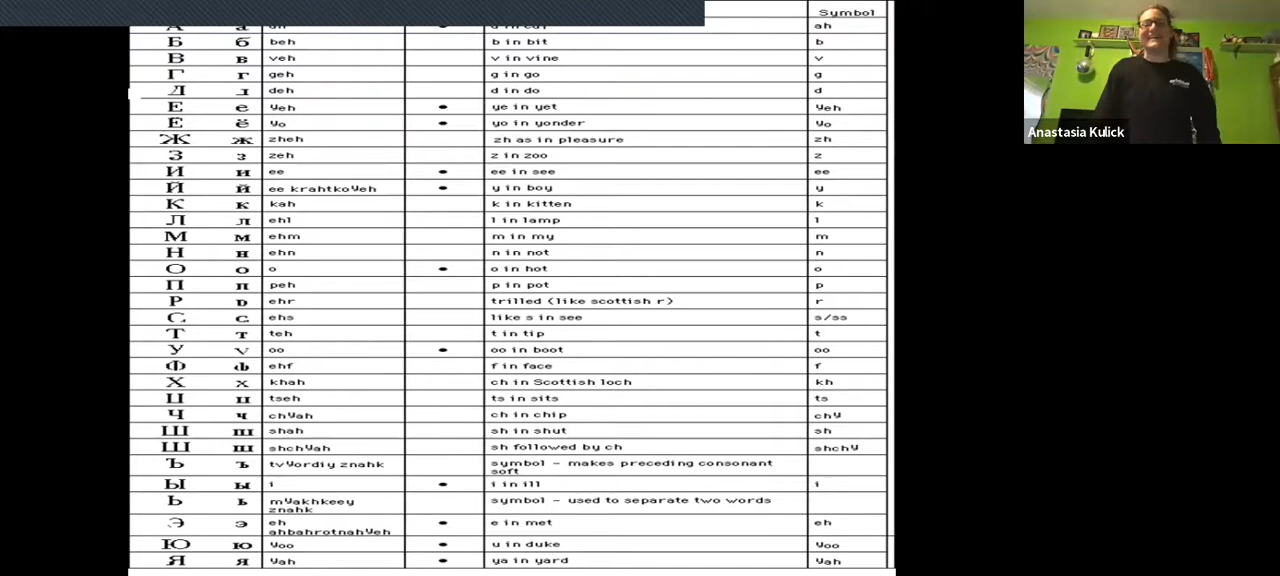 Symbol
ah
Б б beh b in bit b
В в veh v in vine v
Г г geh g in go g
Д д deh d in do d
Е е yeh • ye in yet yeh
Ё ё yo • yo in yonder yo
Ж ж zheh zh as in pleasure zh
З з zeh z in zoo z
И и ee • ee in see ee
Й й ee krahtkoyeh • y in boy y
К к kah k in kitten k
Л л ehl l in lamp l
М м ehm m in my m
Н н ehn n in not n
О о o • o in hot o
П п peh p in pot p
Р р ehr trilled (like scottish r) r
С с ehs like s in see s/ss
Т т teh t in tip t
У у oo • oo in boot oo
Ф ф ehf f in face f
Х х khah ch in Scottish loch kh
Ц ц tseh ts in sits ts
Ч ч chyah ch in chip chy
Ш ш shah sh in shut sh
Щ щ shchyah sh followed by ch shchy
Ъ ъ tvyordiy znahk symbol – makes preceding consonant
soft
Ы ы i • i in ill i
Ь ь myakhkeey symbol – used to separate two words
znahk
Э э eh • e in met eh
ahbahrotnahyeh
Ю ю yoo • u in duke yoo
Я я yah • ya in yard yah
Anastasia Kulick